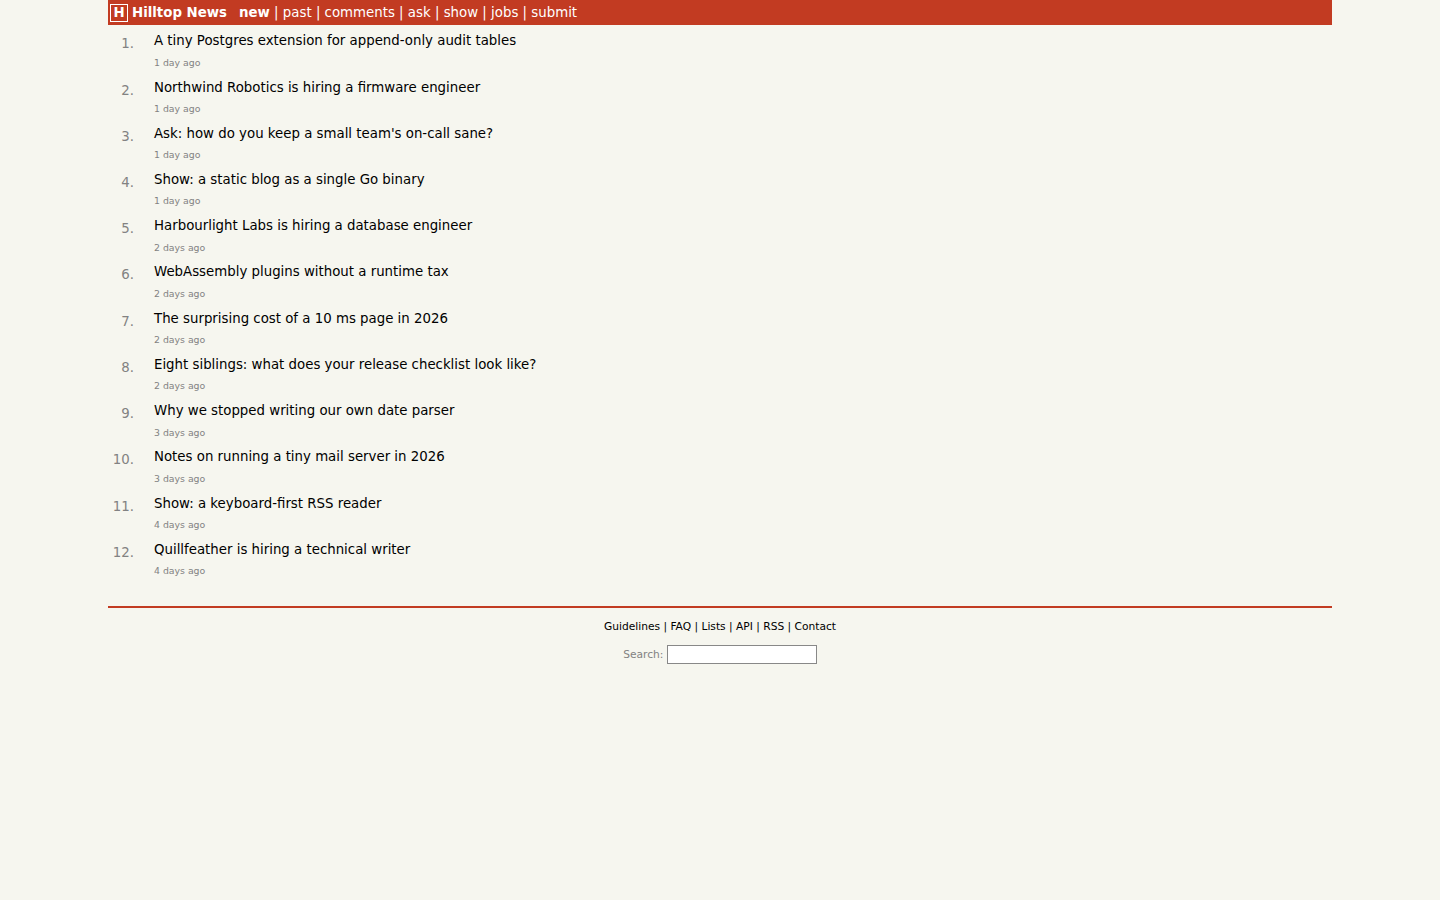 H Hilltop News new | past | comments | ask | show | jobs | submit
1. A tiny Postgres extension for append-only audit tables
1 day ago
2. Northwind Robotics is hiring a firmware engineer
1 day ago
3. Ask: how do you keep a small team's on-call sane?
1 day ago
4. Show: a static blog as a single Go binary
1 day ago
5. Harbourlight Labs is hiring a database engineer
2 days ago
6. WebAssembly plugins without a runtime tax
2 days ago
7. The surprising cost of a 10 ms page in 2026
2 days ago
8. Eight siblings: what does your release checklist look like?
2 days ago
9. Why we stopped writing our own date parser
3 days ago
10. Notes on running a tiny mail server in 2026
3 days ago
11. Show: a keyboard-first RSS reader
4 days ago
12. Quillfeather is hiring a technical writer
4 days ago
Guidelines | FAQ | Lists | API | RSS | Contact
Search: